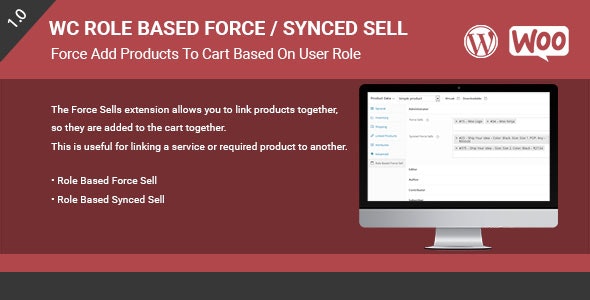 1.0
WC ROLE BASED FORCE / SYNCED SELL
Force Add Products To Cart Based On User Role
W
WOO
The Force Sells extension allows you to link products together,
so they are added to the cart together.
This is useful for linking a service or required product to another.
• Role Based Force Sell
• Role Based Synced Sell
Product Data — Simple product
Virtual Downloadable
General
Inventory
Shipping
Linked Products
Attributes
Advanced
Role Based Force Sell
Administrator
Force Sells
Synced Force Sells
Editor
Author
Contributor
Subscriber